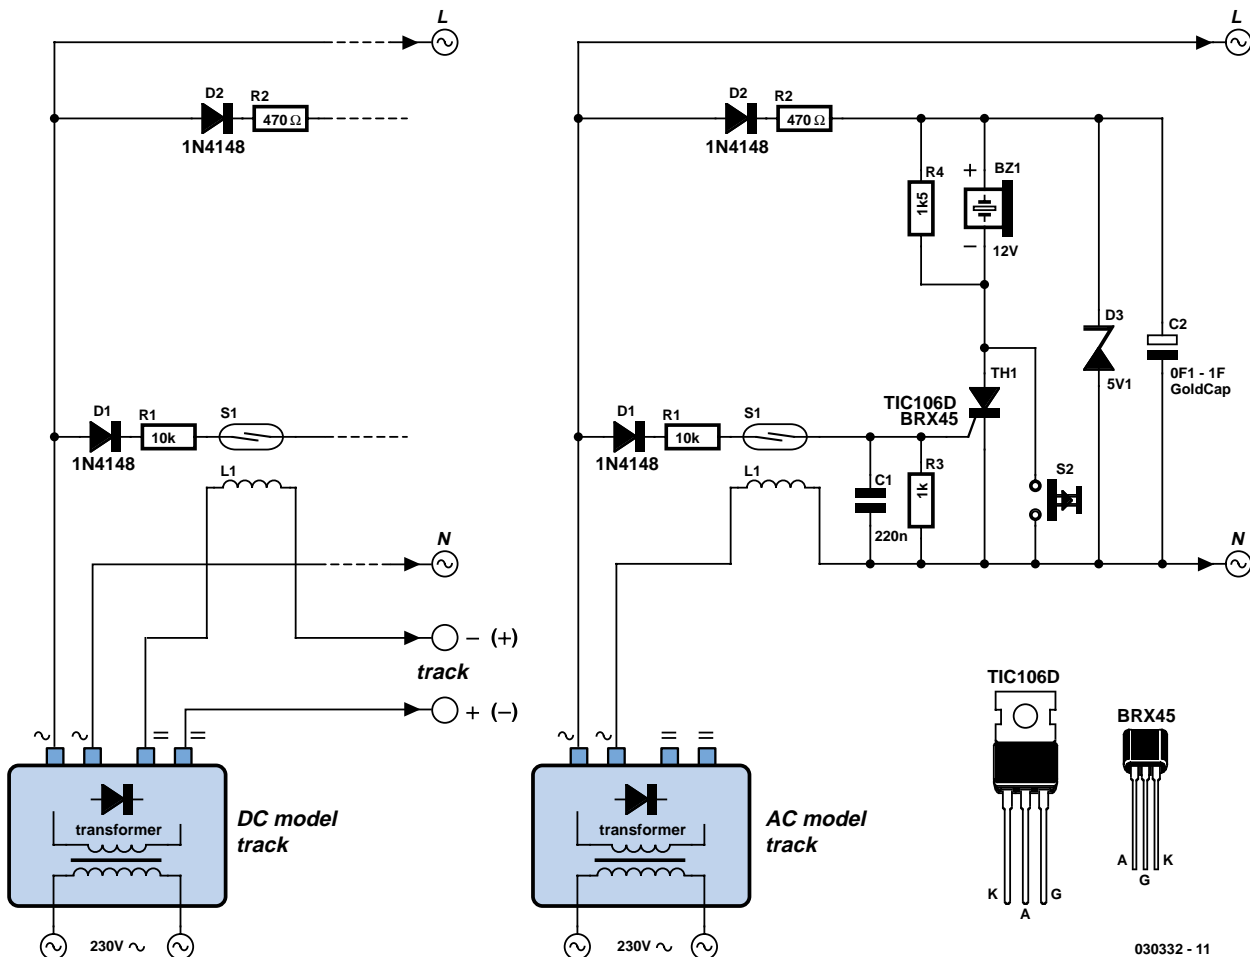 L
D2
R2
470 Ω
1N4148
D1
R1
S1
10k
1N4148
L1
N
− (+)
track
+ (−)
∼ ∼ = =
transformer
DC model
track
230V ∼
L
D2
R2
470 Ω
1N4148
R4
1k5
+
BZ1
−
12V
D3
5V1
C2
0F1 - 1F
GoldCap
TH1
TIC106D
BRX45
D1
R1
S1
10k
1N4148
L1
C1
220n
R3
1k
S2
N
∼ ∼ = =
transformer
AC model
track
230V ∼
TIC106D
K
A
G
BRX45
A
G
K
030332 - 11